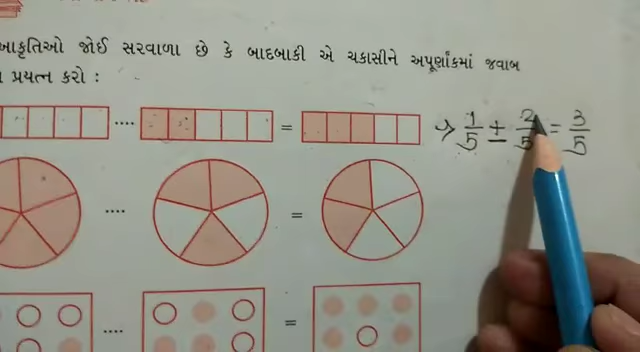 આકૃતિઓ જોઈ સરવાળા છે કે બાદબાકી એ ચકાસીને અપૂર્ણાંકમાં જવાબ
પ્રયત્ન કરો :
.... = → 1/5 ± 2/5 = 3/5
.... =
.... =